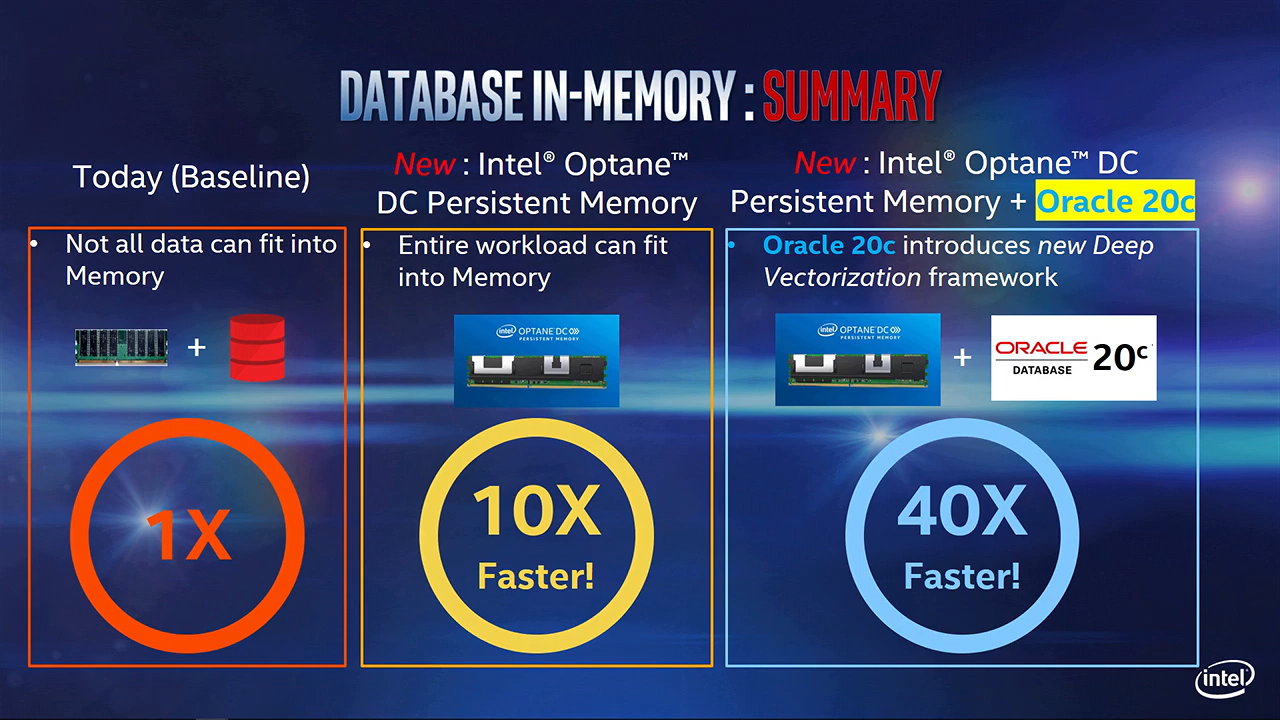 DATABASE IN-MEMORY : SUMMARY
Today (Baseline)
• Not all data can fit into
Memory
+
1X
New : Intel® Optane™
DC Persistent Memory
• Entire workload can fit
into Memory
intel OPTANE DC
PERSISTENT MEMORY
10X
Faster!
New : Intel® Optane™ DC
Persistent Memory + Oracle 20c
• Oracle 20c introduces new Deep
Vectorization framework
intel OPTANE DC
PERSISTENT MEMORY
+
ORACLE
DATABASE
20c
40X
Faster!
intel